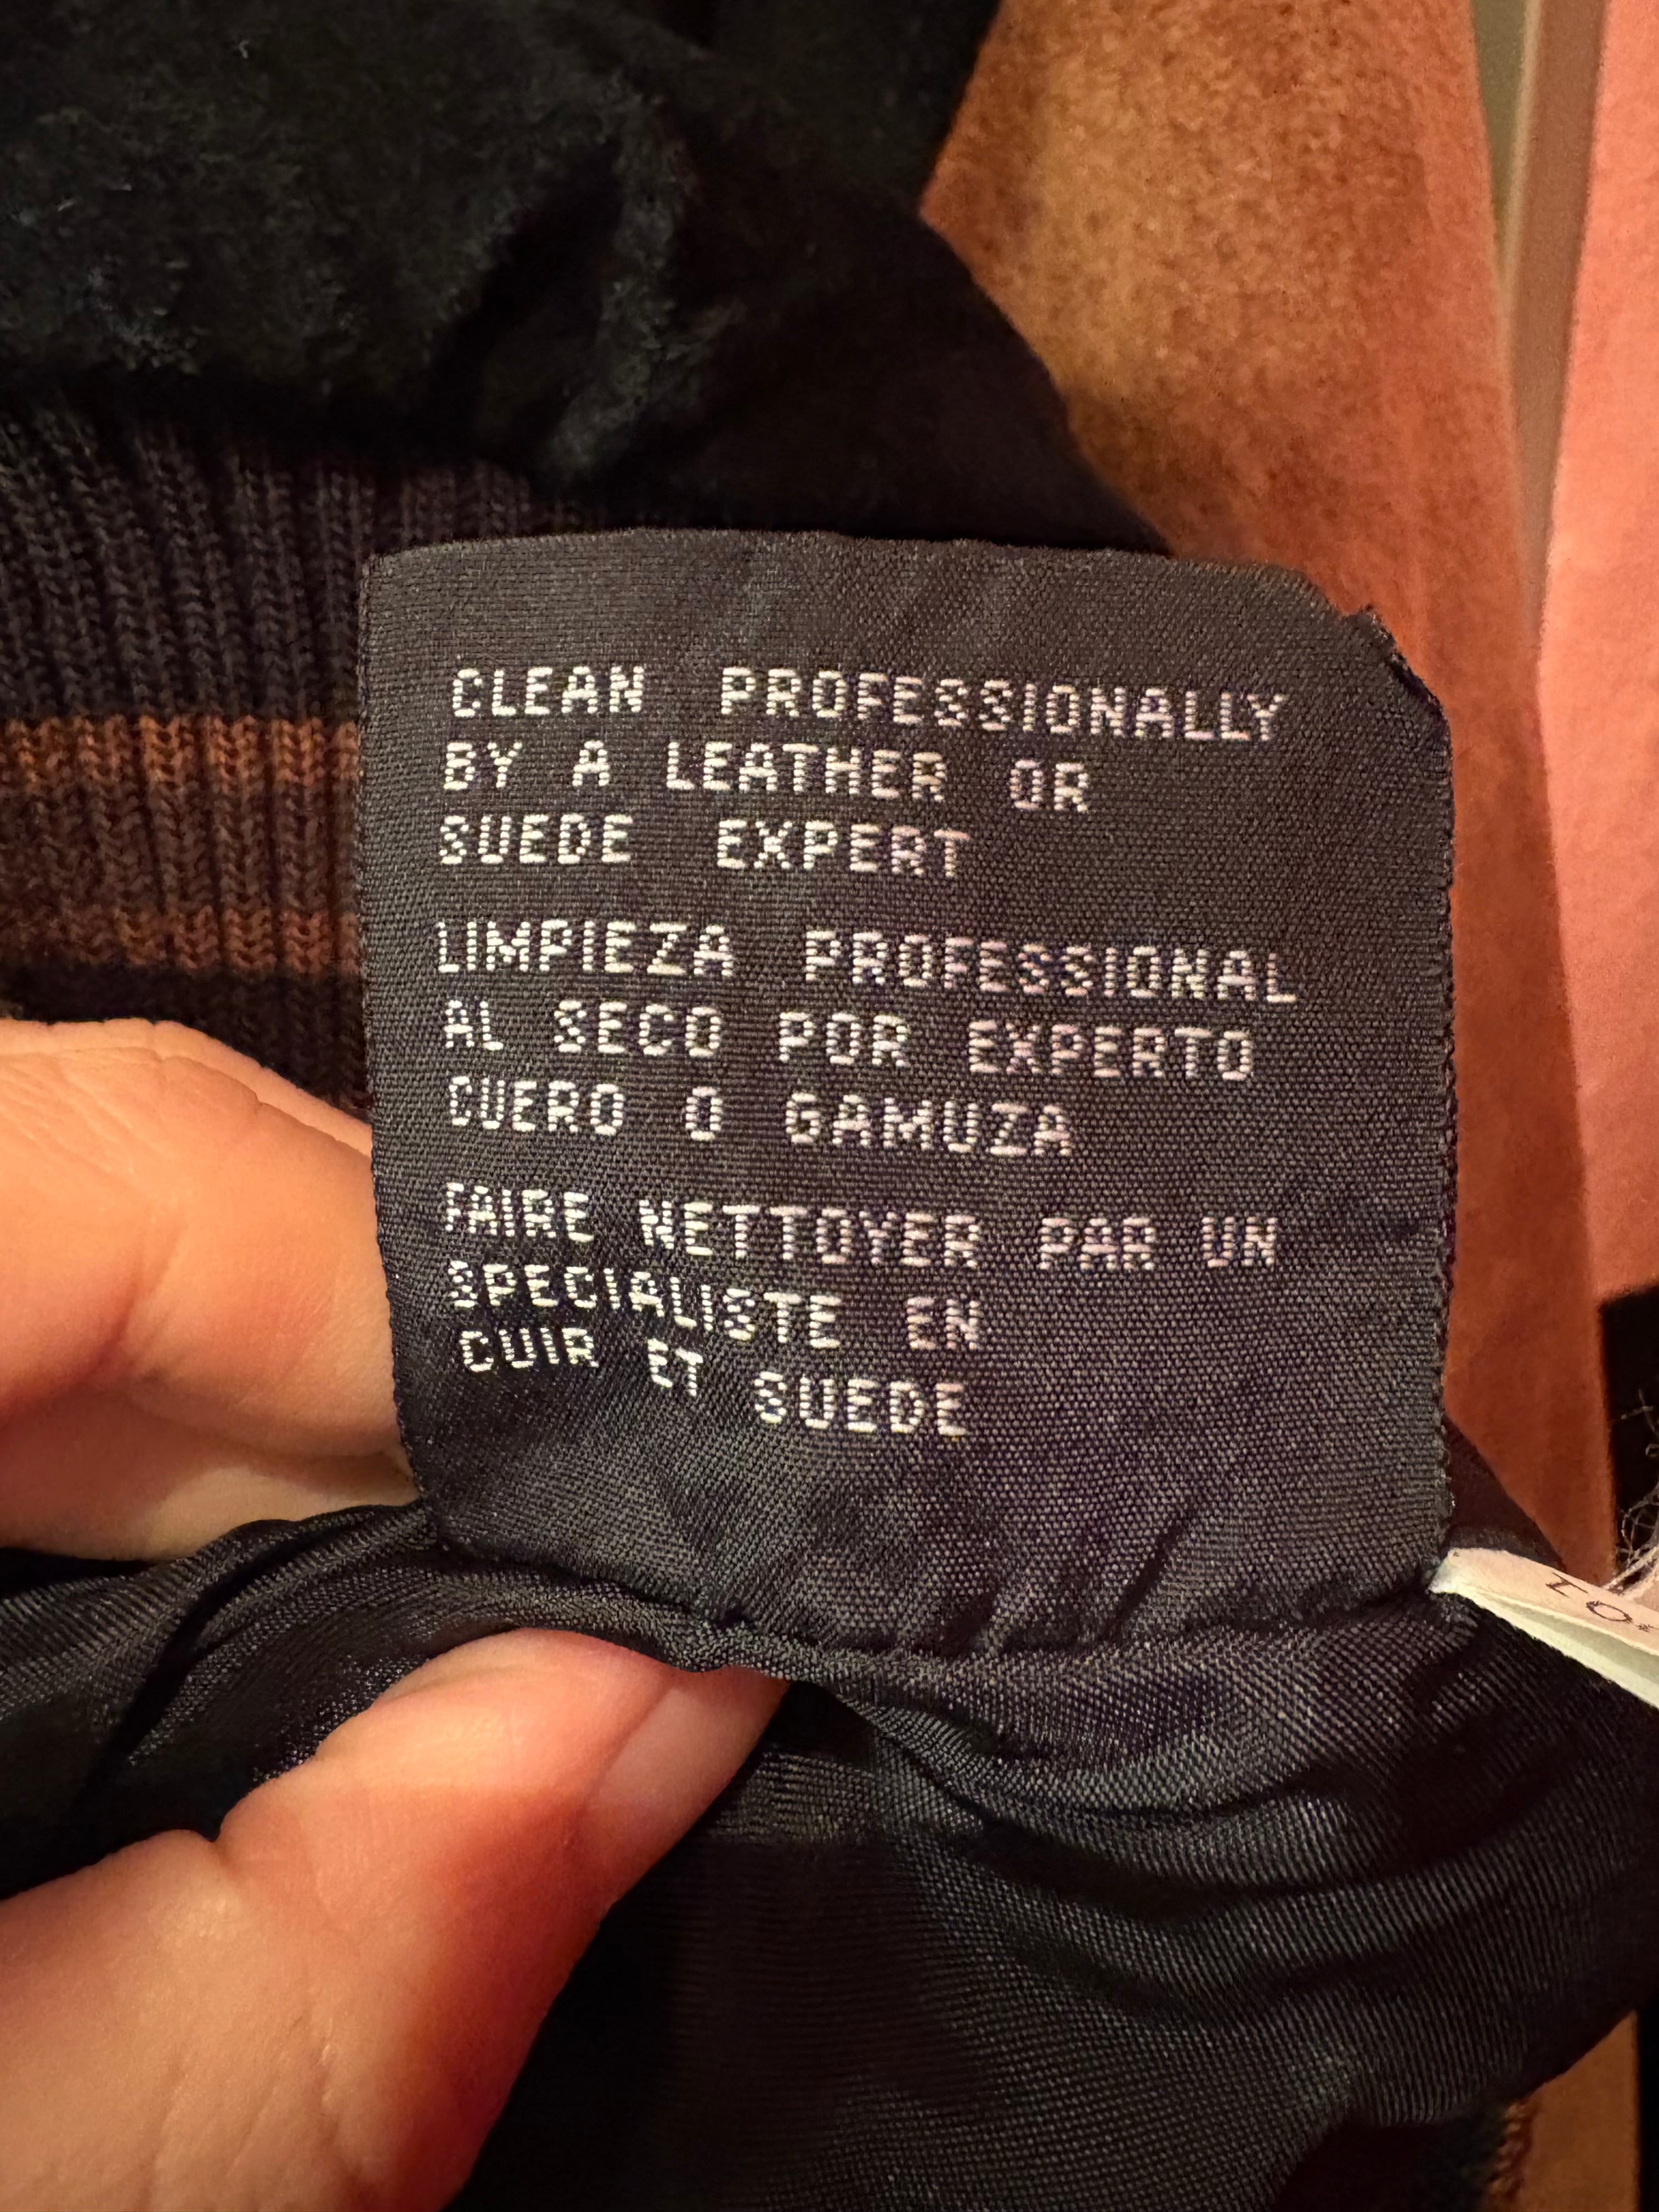 CLEAN PROFESSIONALLY
BY A LEATHER OR
SUEDE EXPERT
LIMPIEZA PROFESSIONAL
AL SECO POR EXPERTO
CUERO O GAMUZA
FAIRE NETTOYER PAR UN
SPECIALISTE EN
CUIR ET SUEDE